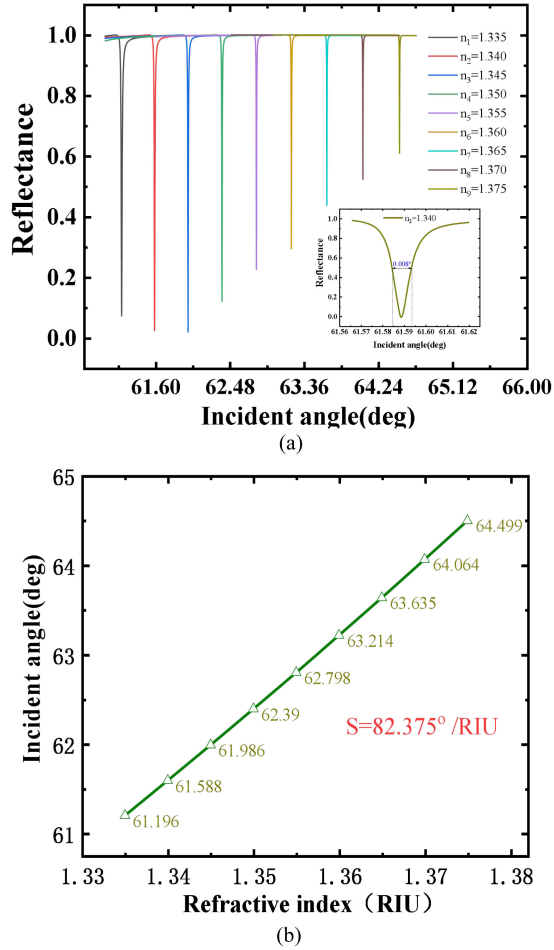 1.0
0.8
0.6
0.4
0.2
0.0
Reflectance
n₁=1.335
n₂=1.340
n₃=1.345
n₄=1.350
n₅=1.355
n₆=1.360
n₇=1.365
n₈=1.370
n₉=1.375
n₂=1.340
1.0
0.8
0.6
0.4
0.2
0.0
Reflectance
0.008°
61.56 61.57 61.58 61.59 61.60 61.61 61.62
Incident angle(deg)
61.60 62.48 63.36 64.24 65.12 66.00
Incident angle(deg)
(a)
65
64
63
62
61
Incident angle(deg)
64.499
64.064
63.635
63.214
62.798
62.39
61.986
61.588
61.196
S=82.375° /RIU
1.33 1.34 1.35 1.36 1.37 1.38
Refractive index（RIU）
(b)